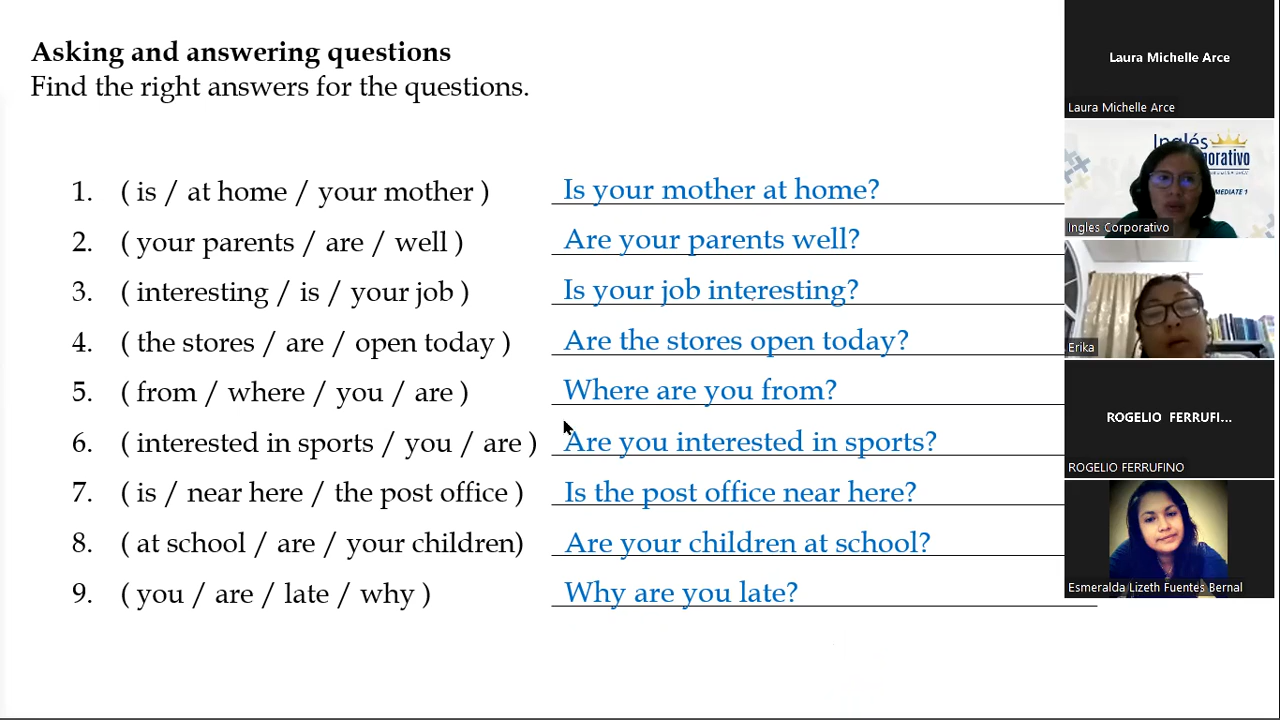 Asking and answering questions
Find the right answers for the questions.
1. ( is / at home / your mother ) Is your mother at home?
2. ( your parents / are / well ) Are your parents well?
3. ( interesting / is / your job ) Is your job interesting?
4. ( the stores / are / open today ) Are the stores open today?
5. ( from / where / you / are ) Where are you from?
6. ( interested in sports / you / are ) Are you interested in sports?
7. ( is / near here / the post office ) Is the post office near here?
8. ( at school / are / your children) Are your children at school?
9. ( you / are / late / why ) Why are you late?
Laura Michelle Arce
Laura Michelle Arce
Inglés
Ingles Corporativo
Erika
ROGELIO FERRUFI...
ROGELIO FERRUFINO
Esmeralda Lizeth Fuentes Bernal